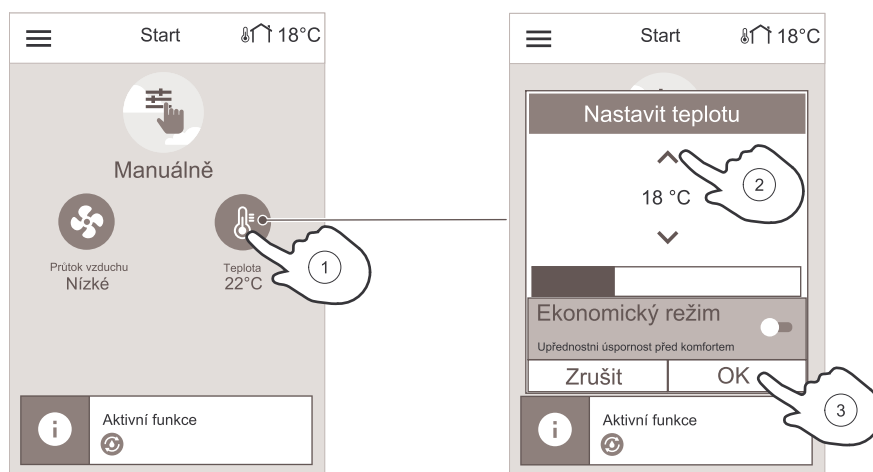 Start
18°C
Manuálně
Průtok vzduchu
Nízké
Teplota
22°C
1
i
Aktivní funkce
Start
18°C
Nastavit teplotu
18 °C
2
Ekonomický režim
Upřednostni úspornost před komfortem
Zrušit
OK
3
i
Aktivní funkce